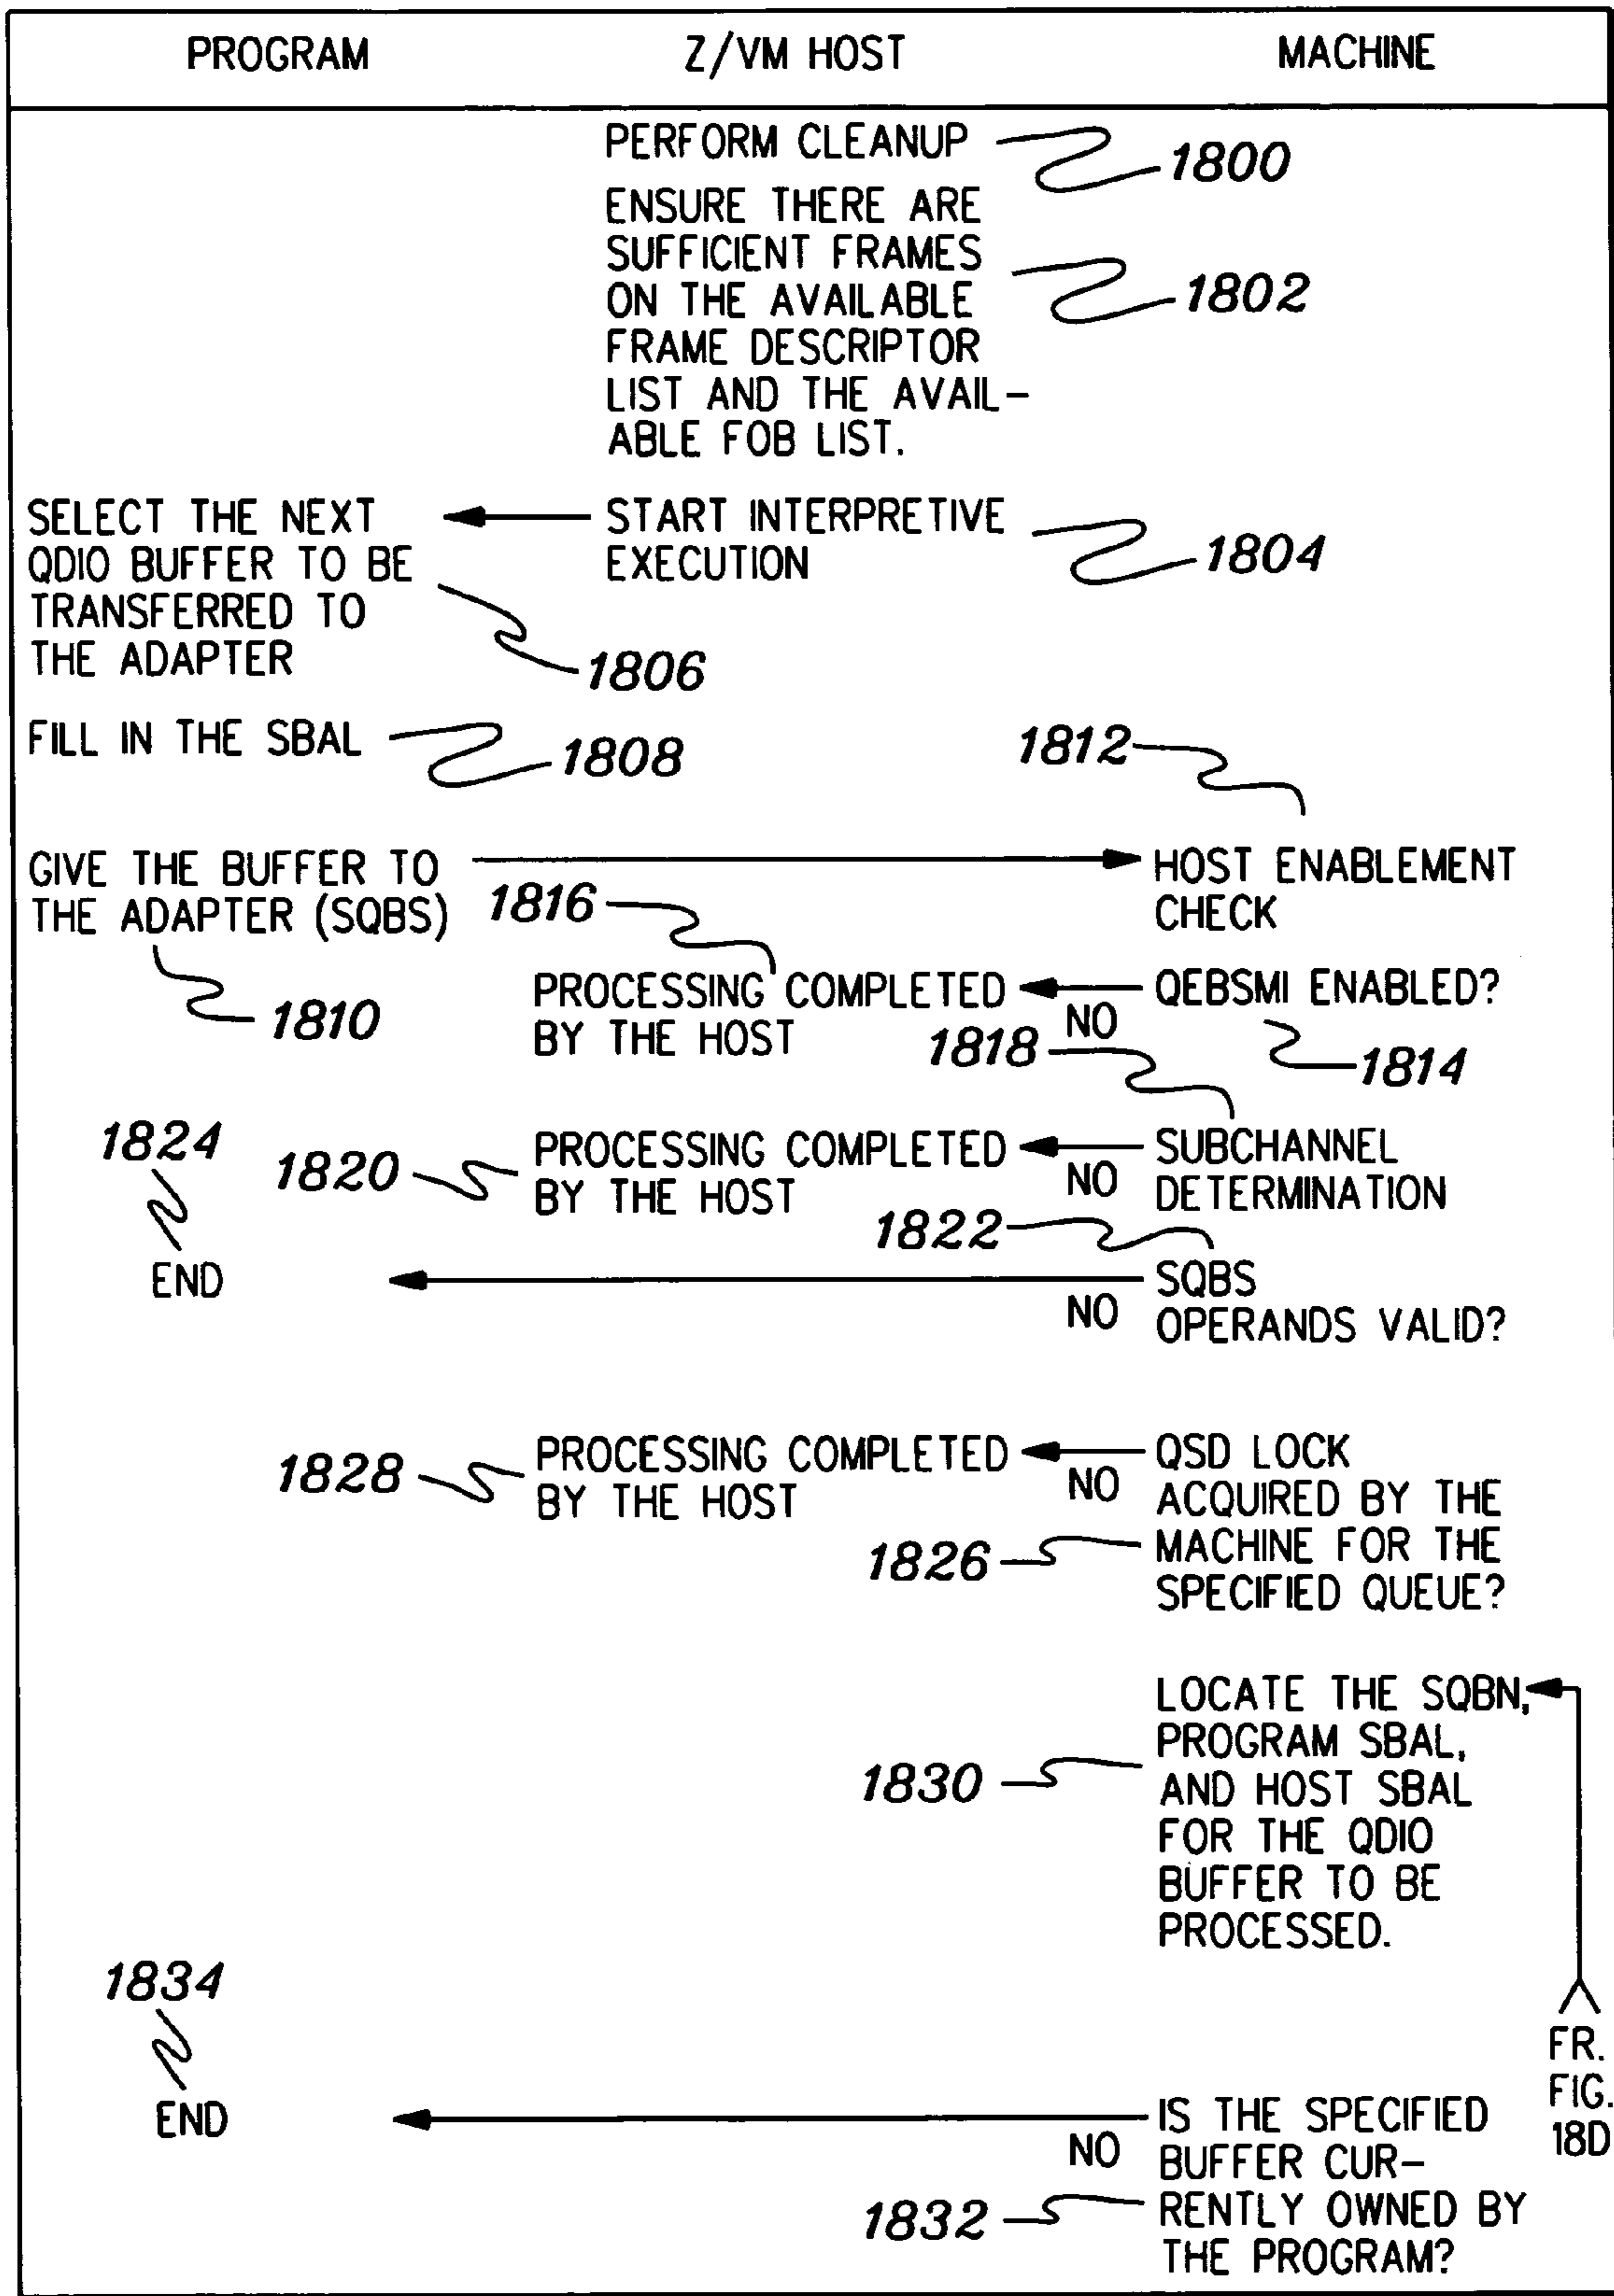 PROGRAM Z/VM HOST MACHINE
PERFORM CLEANUP
1800
ENSURE THERE ARE
SUFFICIENT FRAMES
ON THE AVAILABLE
FRAME DESCRIPTOR
LIST AND THE AVAIL-
ABLE FOB LIST.
1802
SELECT THE NEXT
QDIO BUFFER TO BE
TRANSFERRED TO
THE ADAPTER
START INTERPRETIVE
EXECUTION
1804
1806
FILL IN THE SBAL
1808
1812
GIVE THE BUFFER TO
THE ADAPTER (SQBS)
1810
HOST ENABLEMENT
CHECK
1816
PROCESSING COMPLETED
BY THE HOST
NO
QEBSMI ENABLED?
1814
1818
1824
END
1820
PROCESSING COMPLETED
BY THE HOST
NO
SUBCHANNEL
DETERMINATION
1822
NO
SQBS
OPERANDS VALID?
1828
PROCESSING COMPLETED
BY THE HOST
NO
QSD LOCK
ACQUIRED BY THE
MACHINE FOR THE
SPECIFIED QUEUE?
1826
LOCATE THE SQBN,
PROGRAM SBAL,
AND HOST SBAL
FOR THE QDIO
BUFFER TO BE
PROCESSED.
1830
FR.
FIG.
18D
1834
END
NO
IS THE SPECIFIED
BUFFER CUR-
RENTLY OWNED BY
THE PROGRAM?
1832